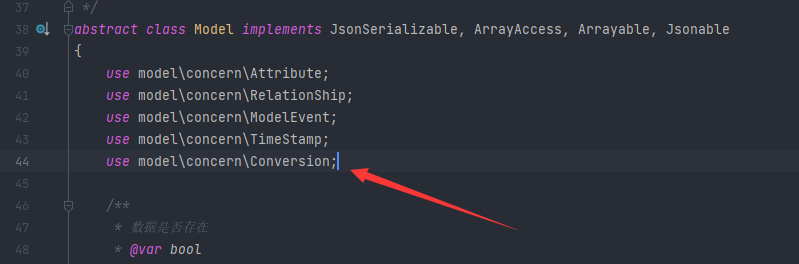 37 */
38 abstract class Model implements JsonSerializable, ArrayAccess, Arrayable, Jsonable
39 {
40 use model\concern\Attribute;
41 use model\concern\RelationShip;
42 use model\concern\ModelEvent;
43 use model\concern\TimeStamp;
44 use model\concern\Conversion;
45
46 /**
47 * 数据是否存在
48 * @var bool